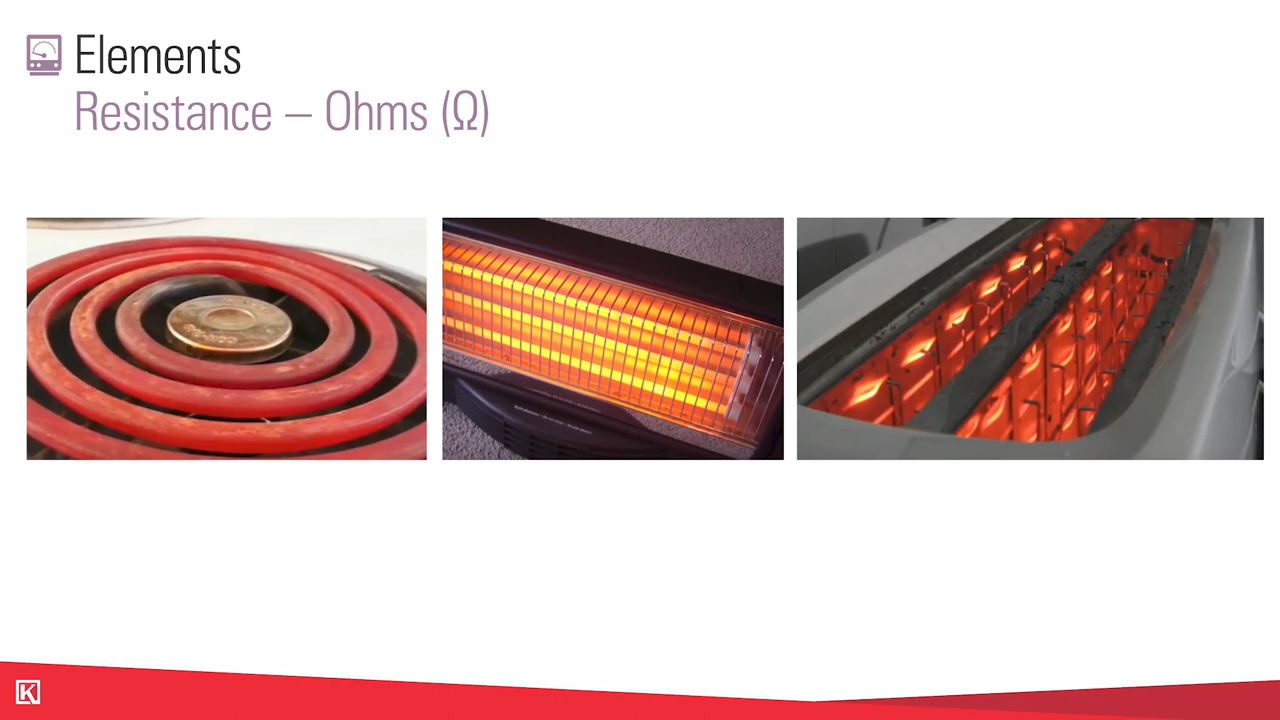 Elements
Resistance – Ohms (Ω)
K